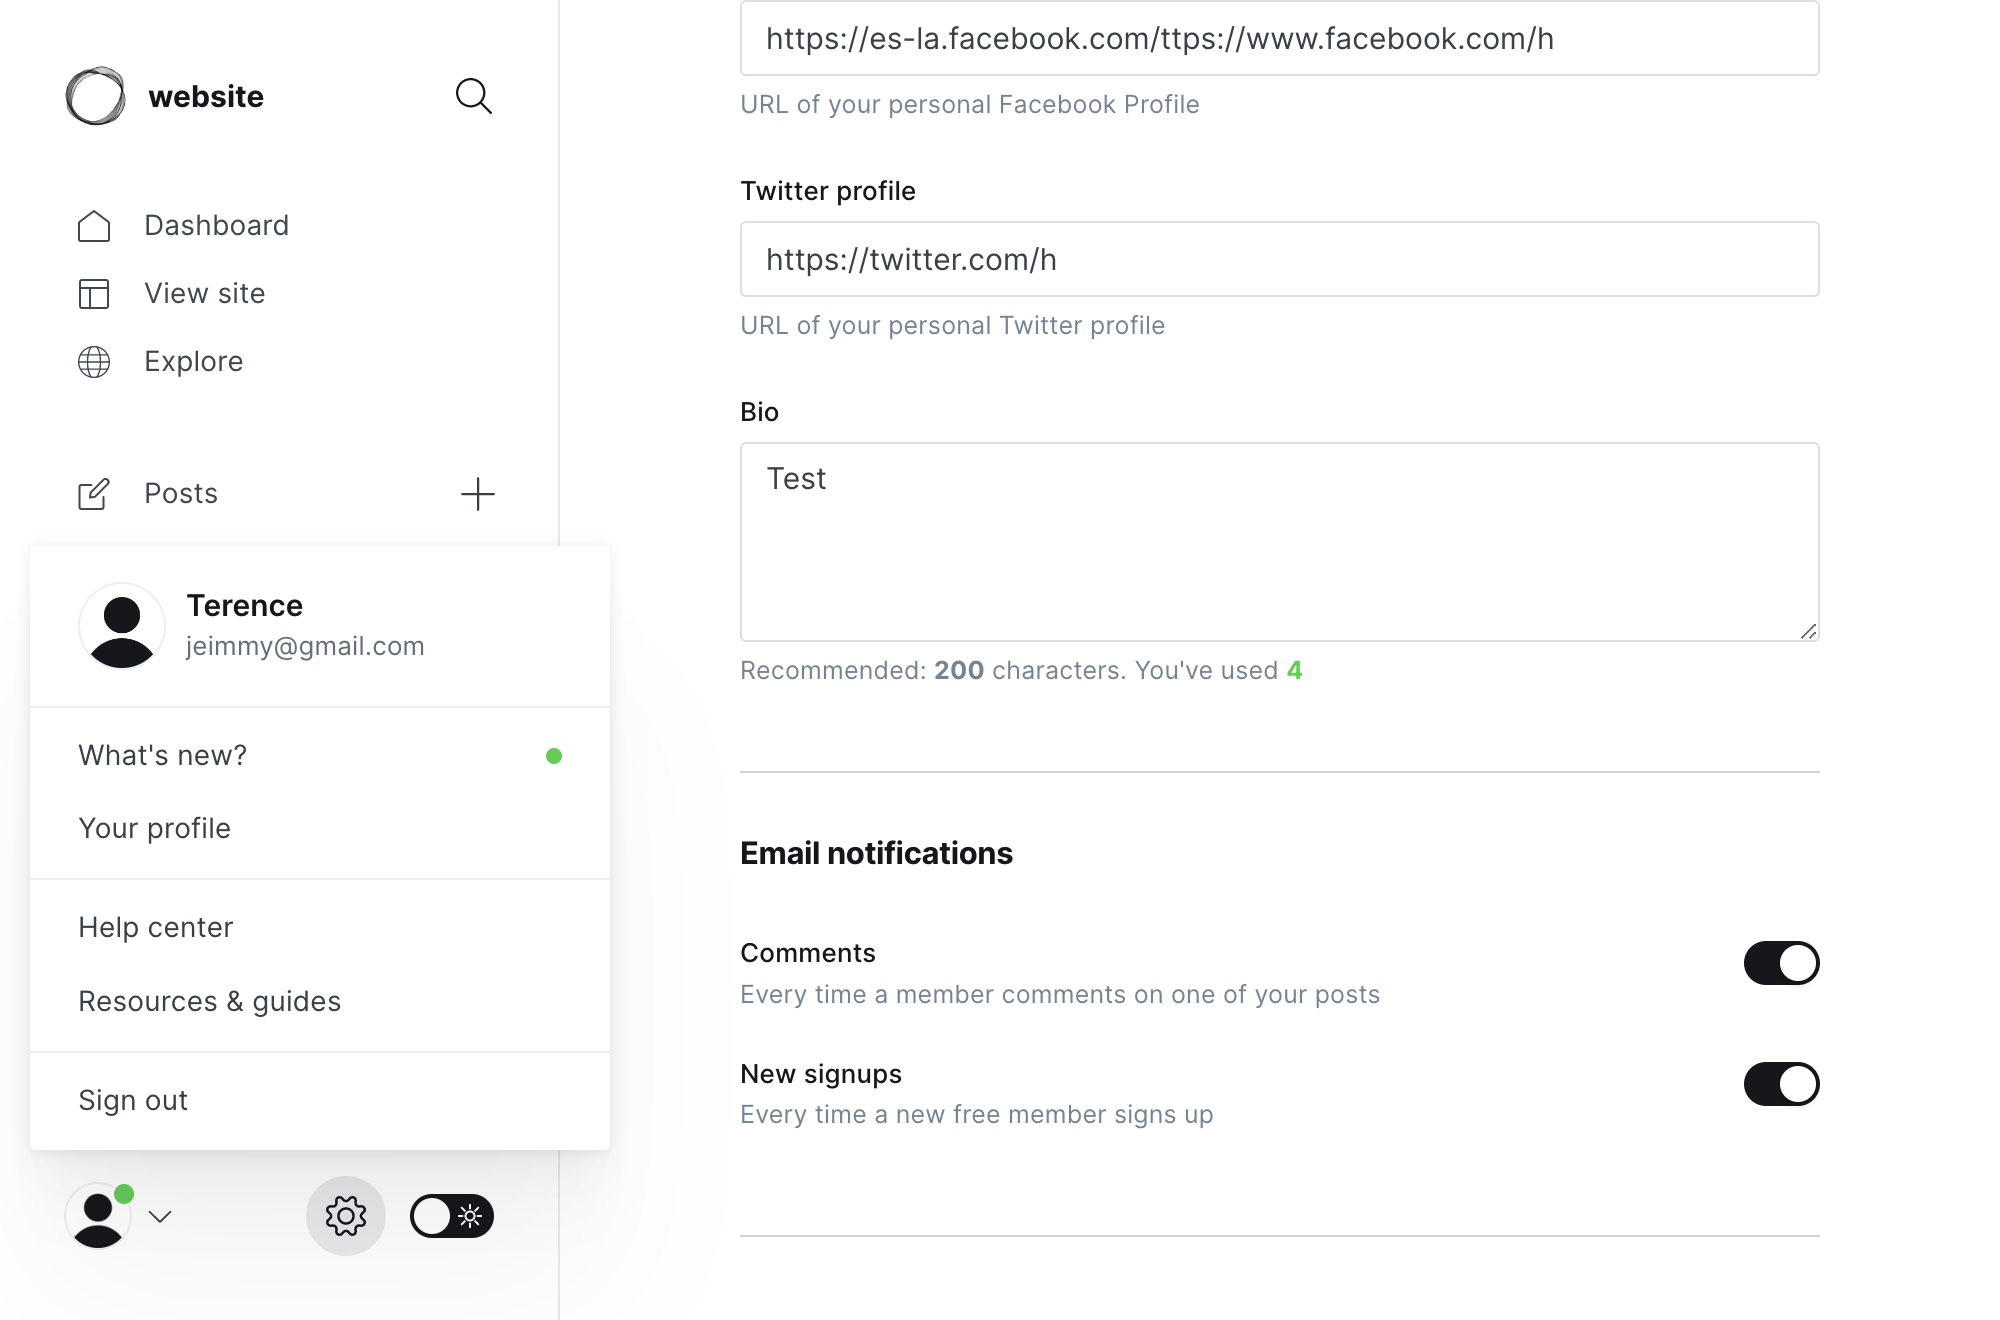 website
Dashboard
View site
Explore
Posts
Terence
jeimmy@gmail.com
What's new?
Your profile
Help center
Resources & guides
Sign out
https://es-la.facebook.com/ttps://www.facebook.com/h
URL of your personal Facebook Profile
Twitter profile
https://twitter.com/h
URL of your personal Twitter profile
Bio
Test
Recommended: 200 characters. You've used 4
Email notifications
Comments
Every time a member comments on one of your posts
New signups
Every time a new free member signs up